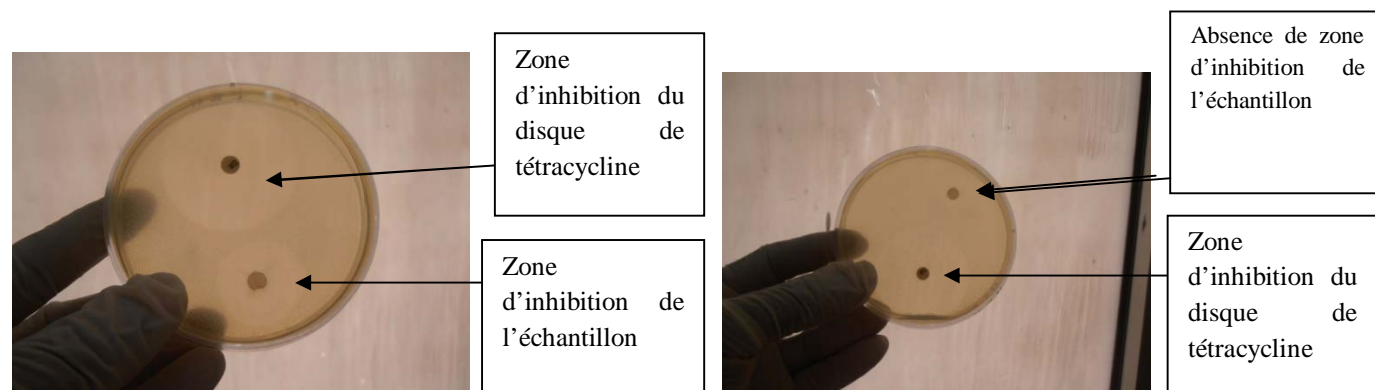 Zone
d’inhibition du
disque de
tétracycline
Zone
d’inhibition de
l’échantillon
Absence de zone
d’inhibition de
l’échantillon
Zone
d’inhibition du
disque de
tétracycline